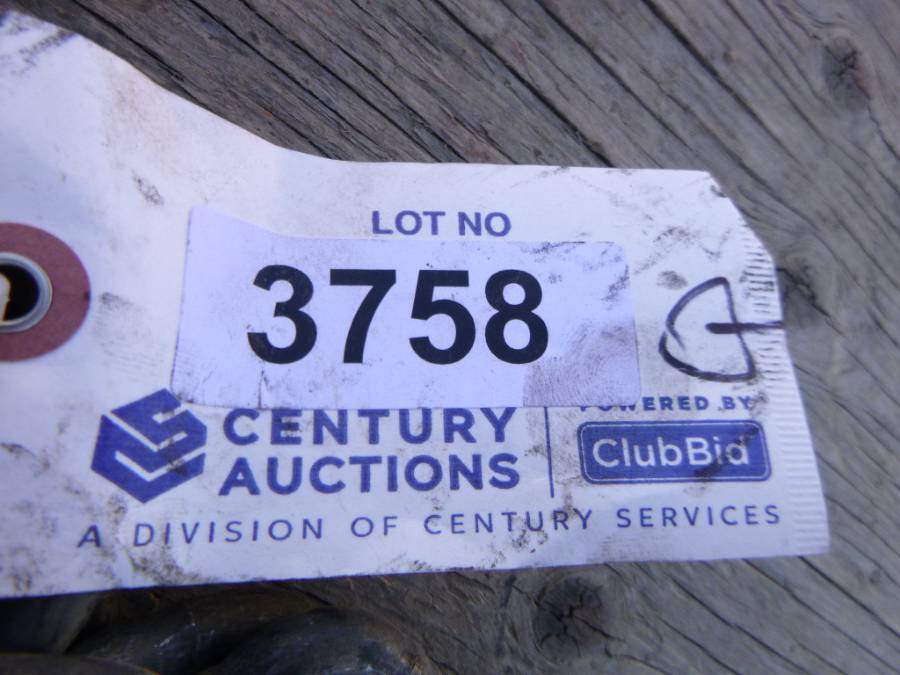 LOT NO
3758
CENTURY
AUCTIONS
POWERED BY
ClubBid
A DIVISION OF CENTURY SERVICES